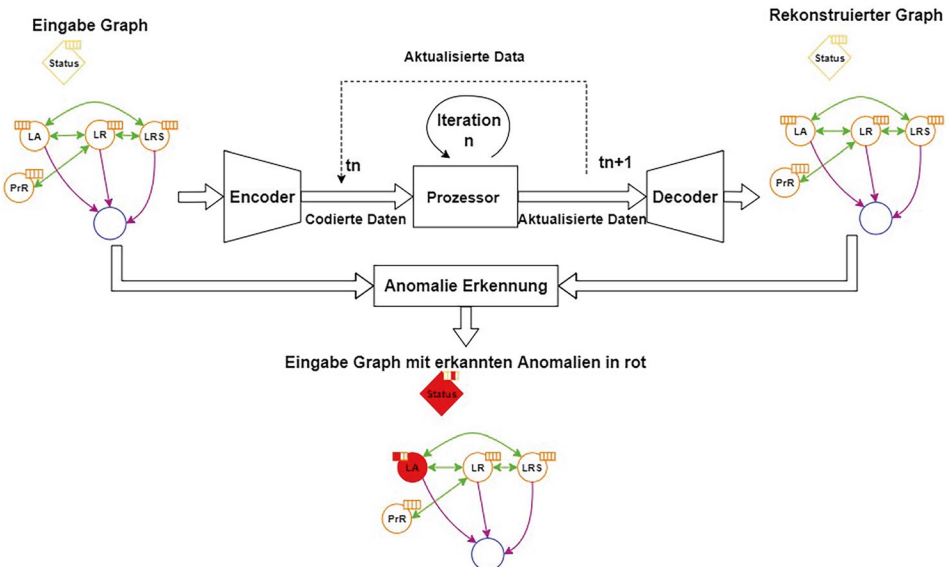 Eingabe Graph
Rekonstruierter Graph
Status
Aktualisierte Data
Status
Iteration
n
LA
LR
LRS
LA
LR
LRS
tn
tn+1
PrR
Encoder
Prozessor
Decoder
PrR
Codierte Daten
Aktualisierte Daten
Anomalie Erkennung
Eingabe Graph mit erkannten Anomalien in rot
Status
LA
LR
LRS
PrR